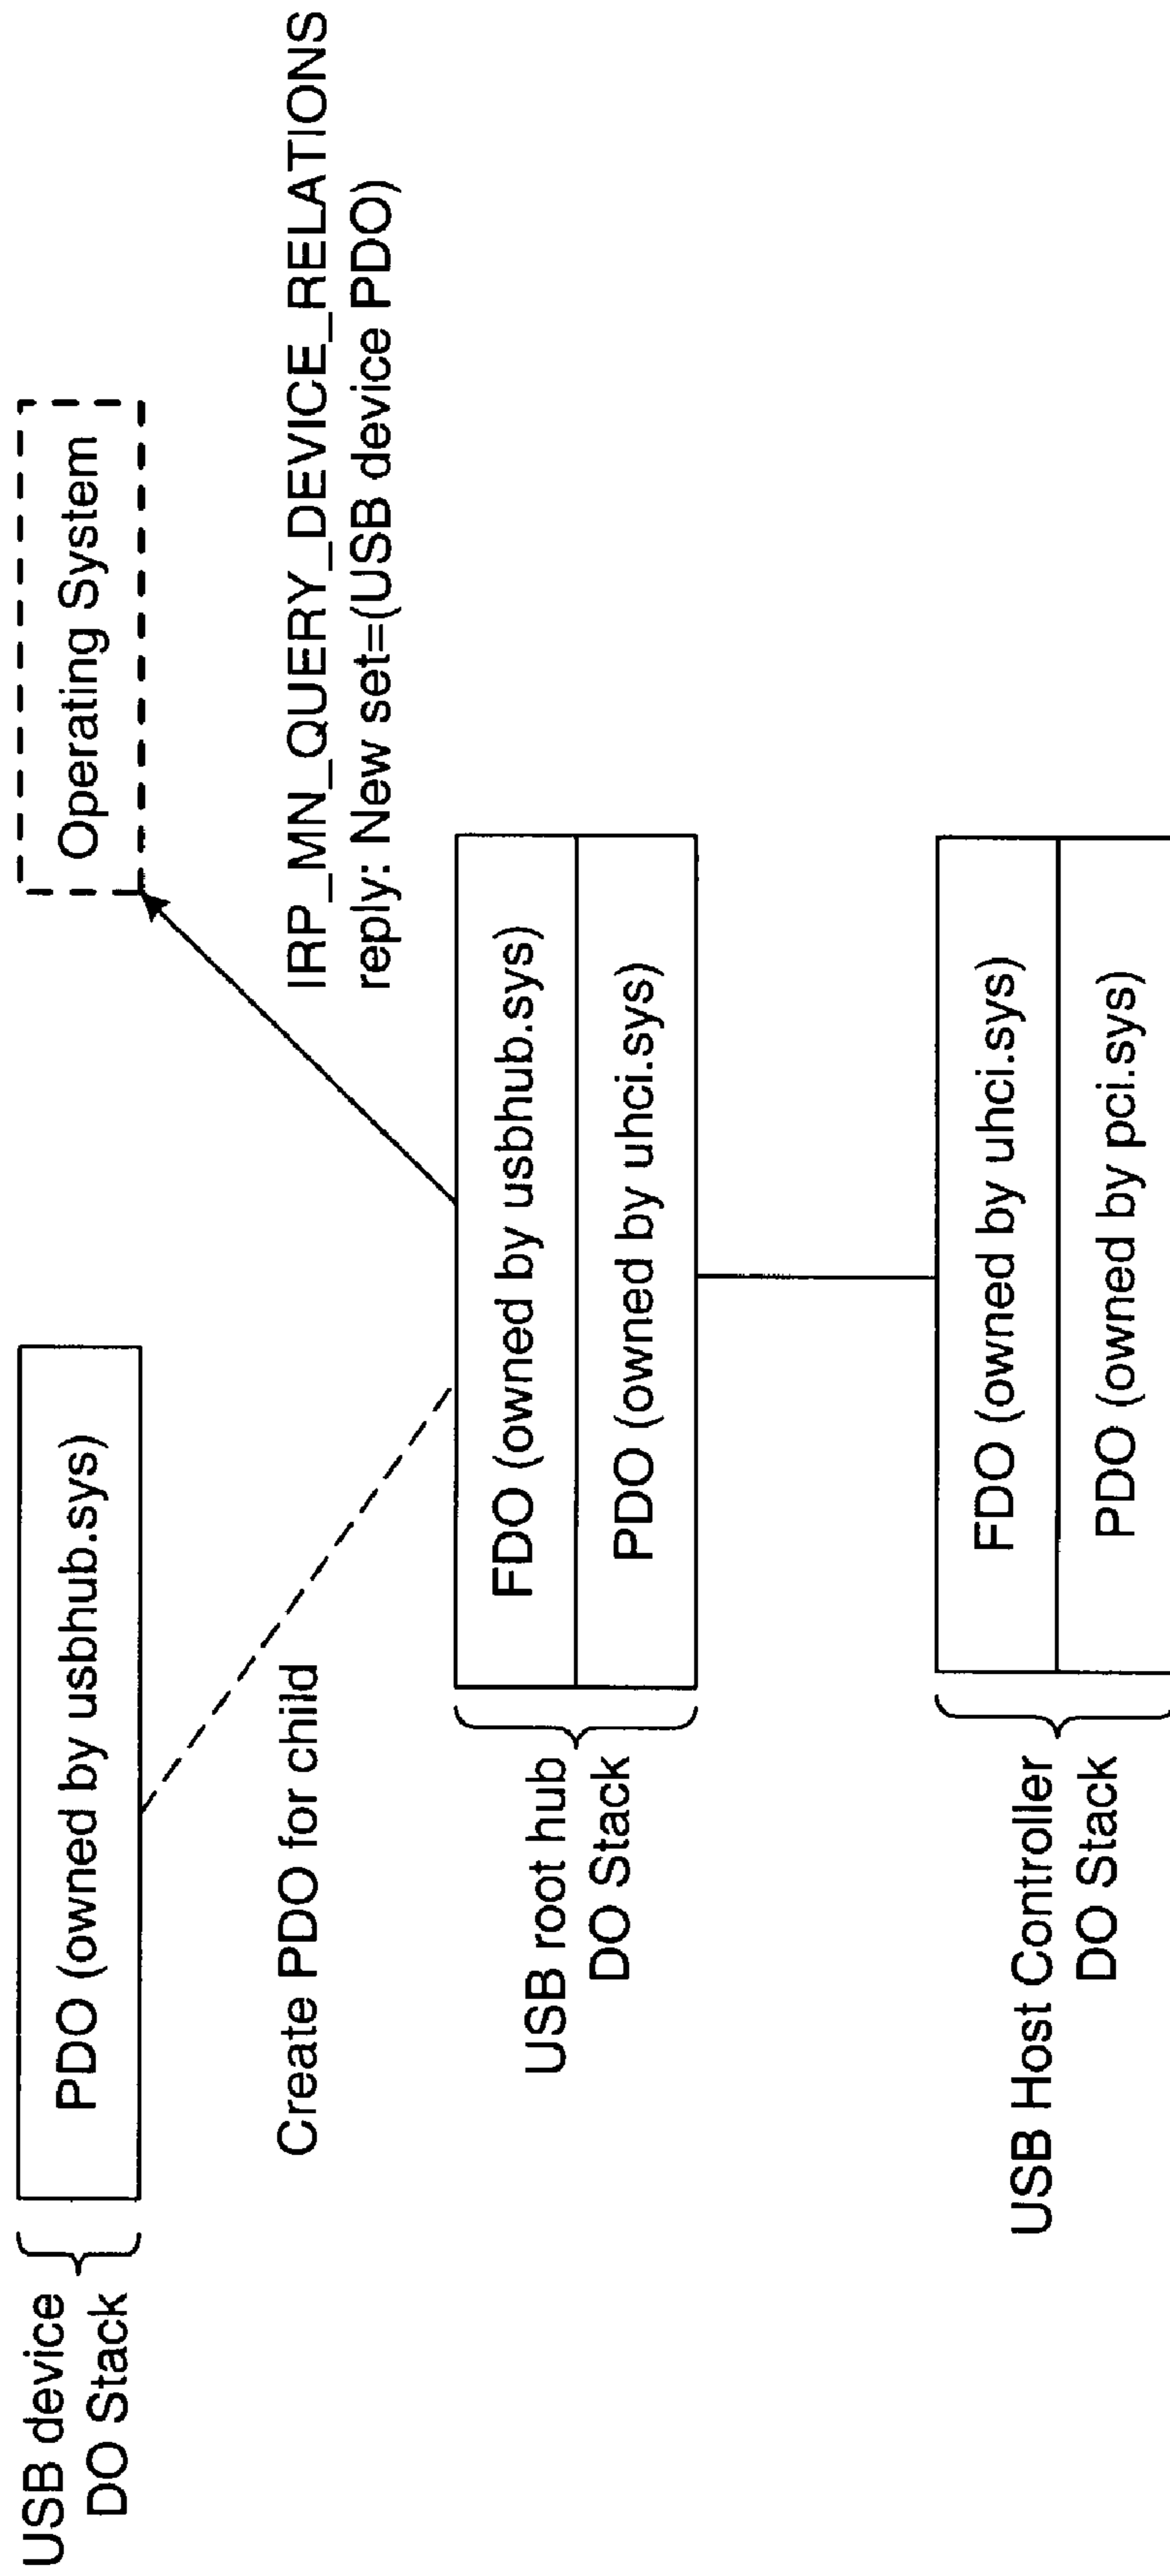 USB device
DO Stack
PDO (owned by usbhub.sys)
Operating System
Create PDO for child
IRP_MN_QUERY_DEVICE_RELATIONS
reply: New set=(USB device PDO)
USB root hub
DO Stack
FDO (owned by usbhub.sys)
PDO (owned by uhci.sys)
USB Host Controller
DO Stack
FDO (owned by uhci.sys)
PDO (owned by pci.sys)